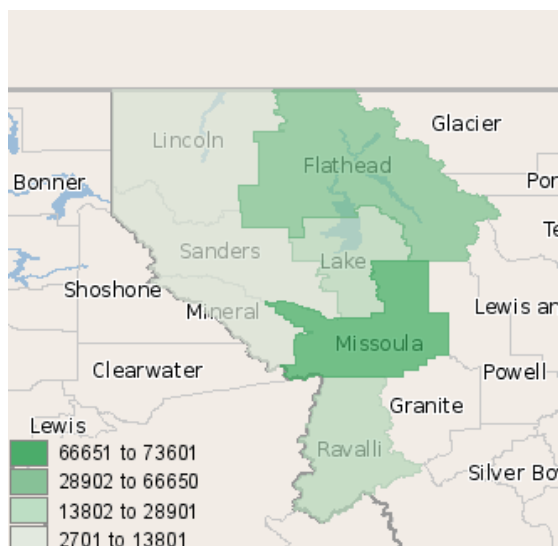 Glacier
Lincoln
Flathead
Bonner
Por
Te
Sanders
Lake
Shoshone
Mineral
Lewis an
Missoula
Clearwater
Powell
Granite
Lewis
Ravalli
Silver Bo
66651 to 73601
28902 to 66650
13802 to 28901
2701 to 13801